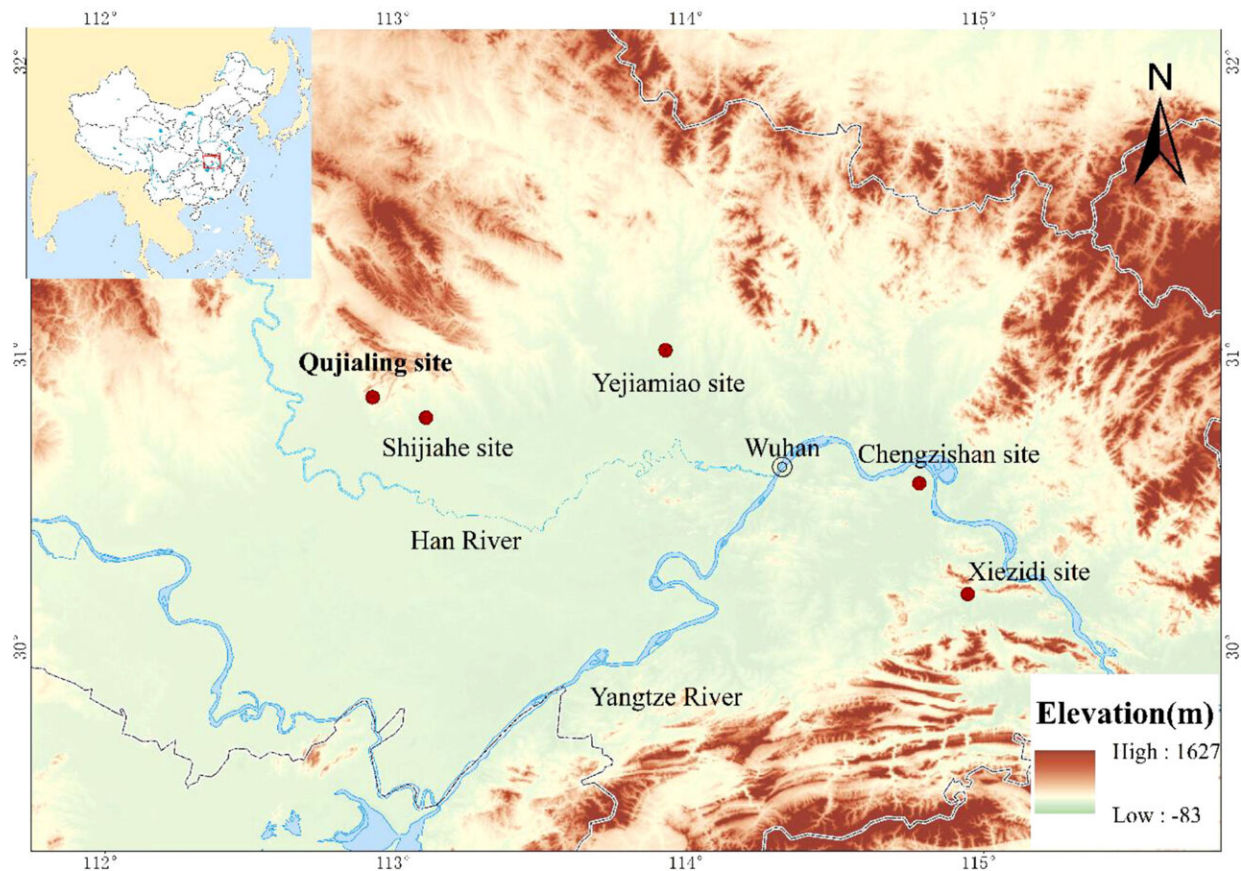 112° 113° 114° 115°
32° 32°
N
31° 31°
Qujialing site
Yejiamiao site
Shijiahe site
Wuhan
Chengzishan site
Han River
Xiezidi site
30° 30°
Yangtze River
Elevation(m)
High : 1627
Low : -83
112° 113° 114° 115°